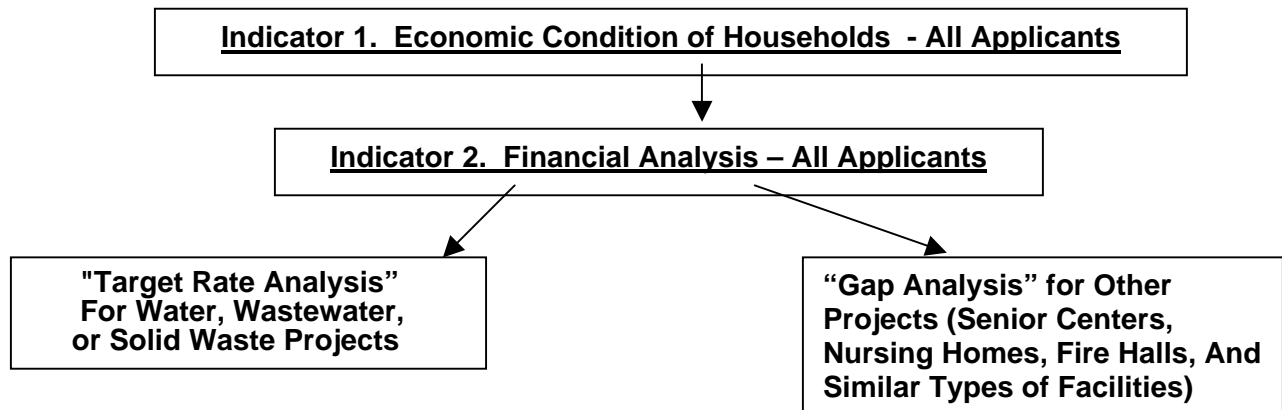 Indicator 1.  Economic Condition of Households  - All Applicants
Indicator 2.  Financial Analysis – All Applicants
"Target Rate Analysis”
For Water, Wastewater,
or Solid Waste Projects
“Gap Analysis” for Other
Projects (Senior Centers,
Nursing Homes, Fire Halls, And
Similar Types of Facilities)